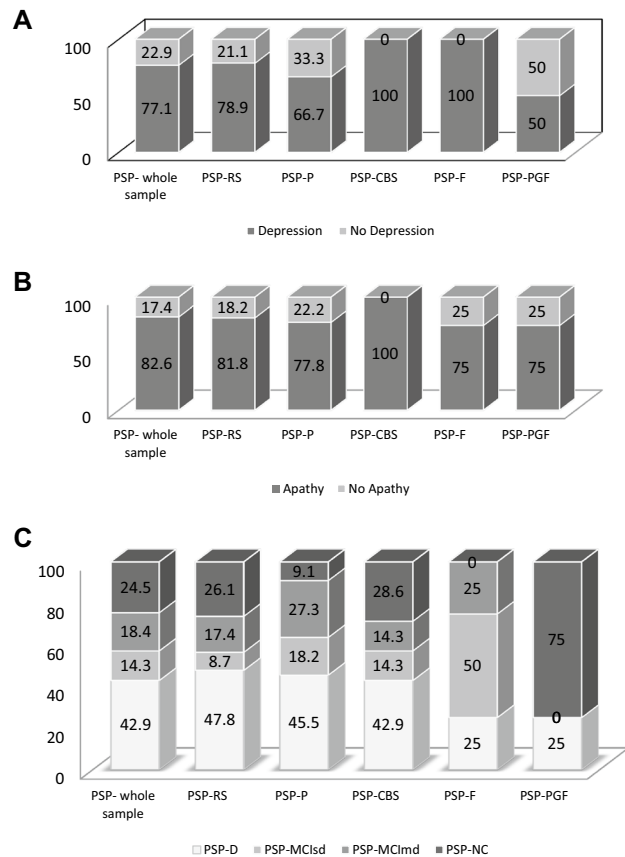 A
100
50
0
22.9 21.1 33.3 0 0 50
77.1 78.9 66.7 100 100 50
PSP- whole sample PSP-RS PSP-P PSP-CBS PSP-F PSP-PGF
Depression No Depression
B
100
50
0
17.4 18.2 22.2 0 25 25
82.6 81.8 77.8 100 75 75
PSP- whole sample PSP-RS PSP-P PSP-CBS PSP-F PSP-PGF
Apathy No Apathy
C
100
80
60
40
20
0
24.5 26.1 9.1 28.6 0 75
18.4 17.4 27.3 14.3 25 0
14.3 8.7 18.2 14.3 50 0
42.9 47.8 45.5 42.9 25 25
PSP- whole sample PSP-RS PSP-P PSP-CBS PSP-F PSP-PGF
PSP-D PSP-MCIsd PSP-MCImd PSP-NC